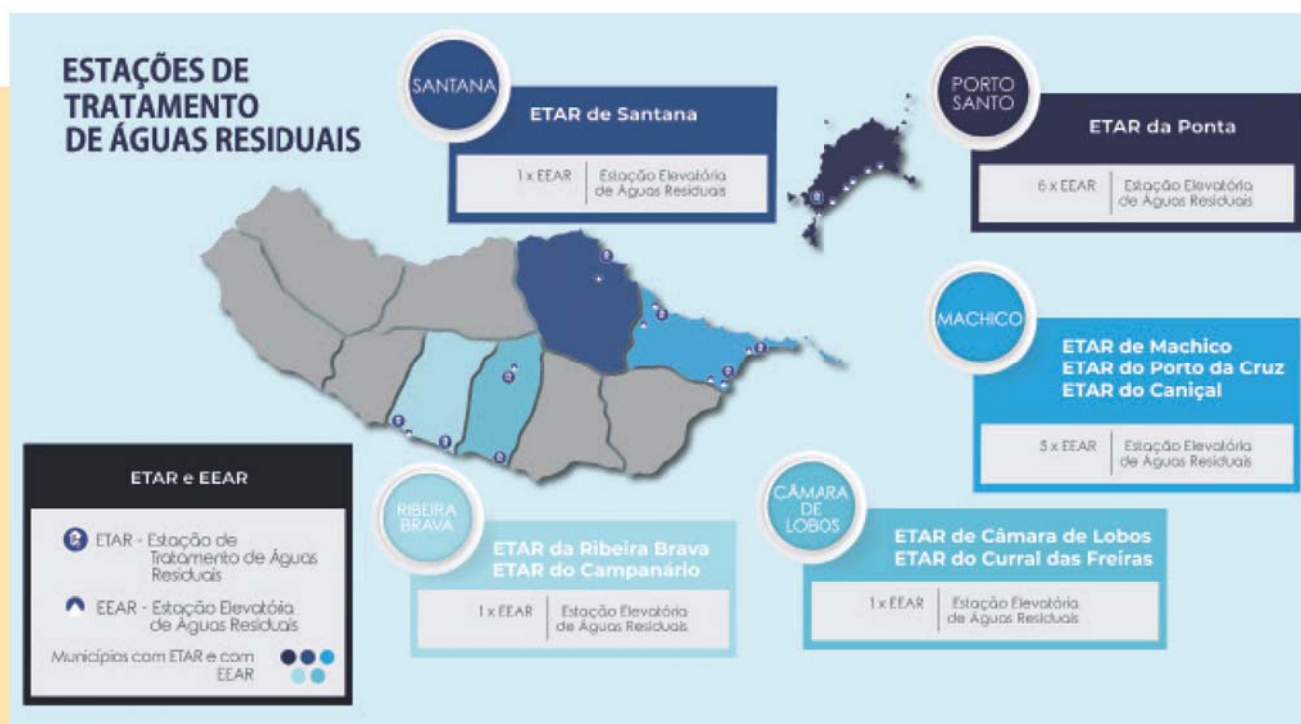 ESTAÇÕES DE
TRATAMENTO
DE ÁGUAS RESIDUAIS
SANTANA
ETAR de Santana
1 x EEAR
Estação Elevatória
de Águas Residuais
PORTO
SANTO
ETAR da Ponta
6 x EEAR
Estação Elevatória
de Águas Residuais
MACHICO
ETAR de Machico
ETAR do Porto da Cruz
ETAR do Caniçal
5 x EEAR
Estação Elevatória
de Águas Residuais
ETAR e EEAR
ETAR - Estação de
Tratamento de Águas
Residuais
EEAR - Estação Elevatória
de Águas Residuais
Municípios com ETAR e com
EEAR
RIBEIRA
BRAVA
ETAR da Ribeira Brava
ETAR do Campanário
1 x EEAR
Estação Elevatória
de Águas Residuais
CÂMARA
DE
LOBOS
ETAR de Câmara de Lobos
ETAR do Curral das Freiras
1 x EEAR
Estação Elevatória
de Águas Residuais